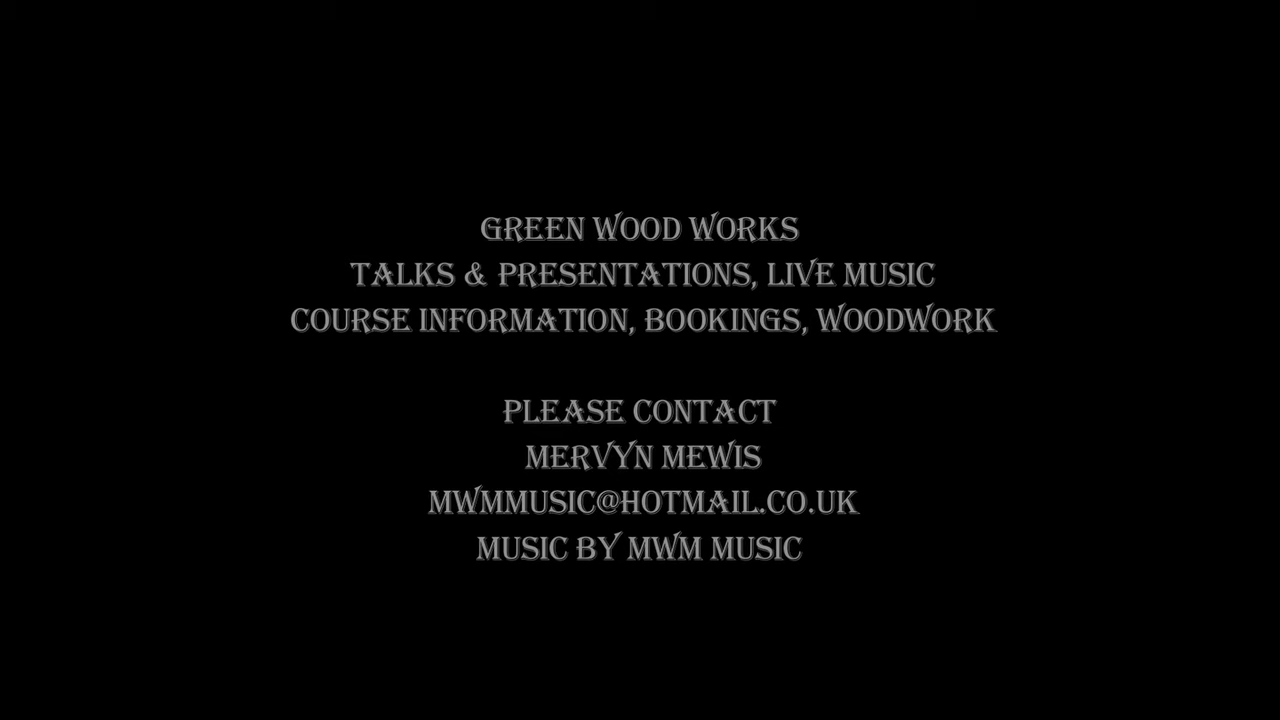 GREEN WOOD WORKS
TALKS & PRESENTATIONS, LIVE MUSIC
COURSE INFORMATION, BOOKINGS, WOODWORK
PLEASE CONTACT
MERVYN MEWIS
MWMMUSIC@HOTMAIL.CO.UK
MUSIC BY MWM MUSIC